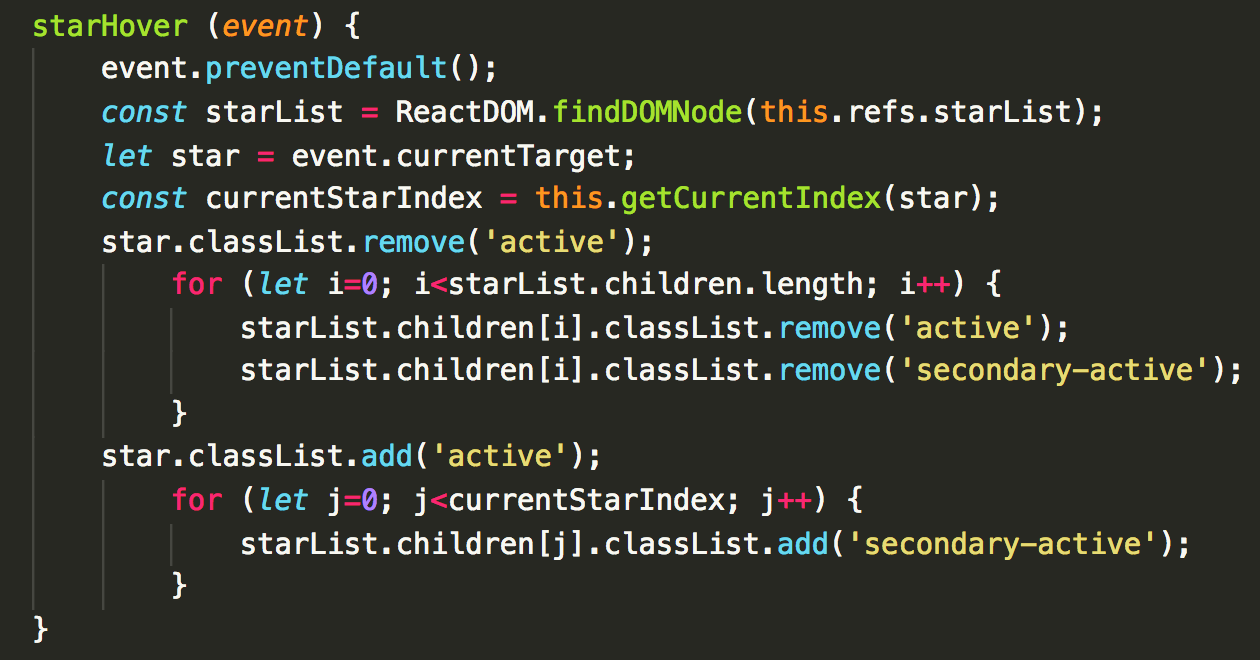 starHover (event) {
event.preventDefault();
const starList = ReactDOM.findDOMNode(this.refs.starList);
let star = event.currentTarget;
const currentStarIndex = this.getCurrentIndex(star);
star.classList.remove('active');
for (let i=0; i<starList.children.length; i++) {
starList.children[i].classList.remove('active');
starList.children[i].classList.remove('secondary-active');
}
star.classList.add('active');
for (let j=0; j<currentStarIndex; j++) {
starList.children[j].classList.add('secondary-active');
}
}